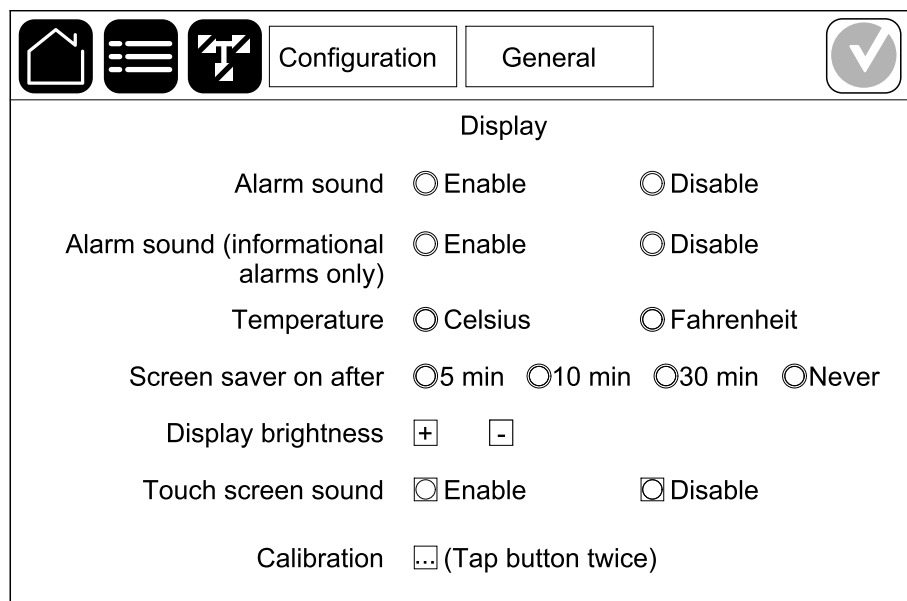 Configuration General
Display
Alarm sound Enable Disable
Alarm sound (informational Enable Disable
alarms only)
Temperature Celsius Fahrenheit
Screen saver on after 5 min 10 min 30 min Never
Display brightness + -
Touch screen sound Enable Disable
Calibration ... (Tap button twice)